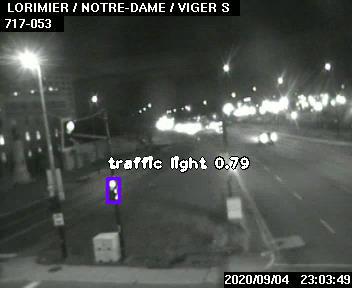 LORIMIER / NOTRE-DAME / VIGER S
717-053
traffic light 0.79
2020/09/04 23:03:49